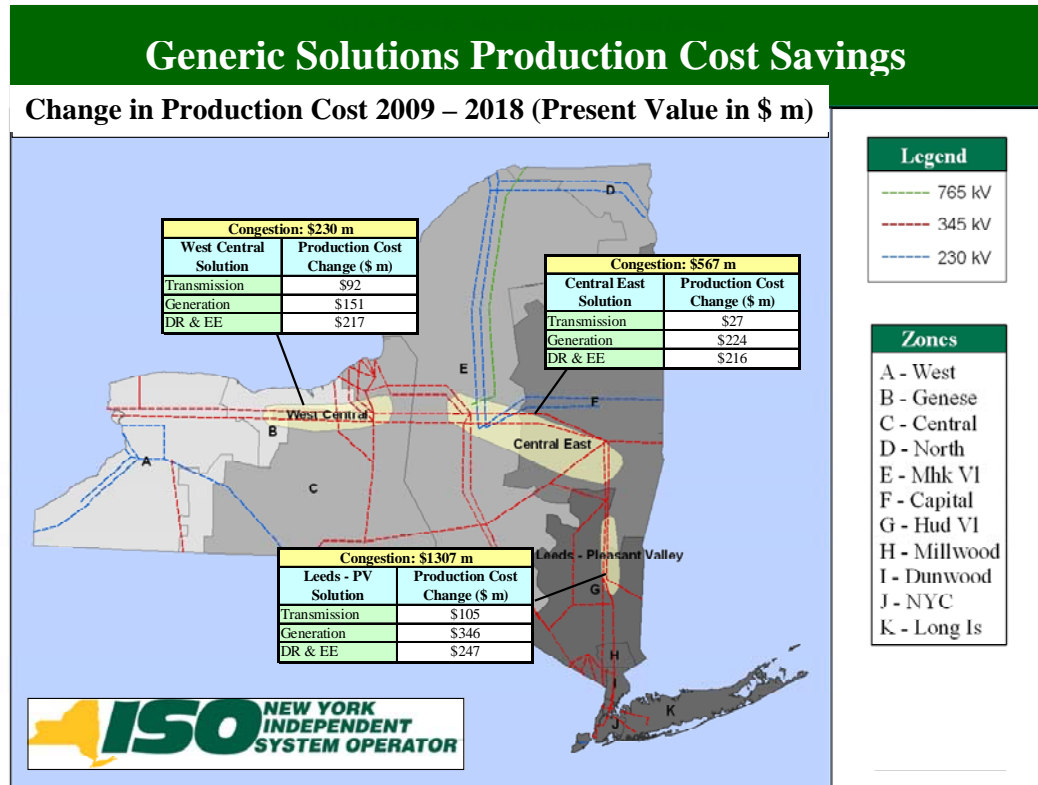 Generic Solutions Production Cost Savings
Change in Production Cost 2009 – 2018 (Present Value in $ m)
Legend
765 kV
345 kV
230 kV
D
Congestion: $230 m
West Central Solution
Production Cost Change ($ m)
Transmission $92
Generation $151
DR & EE $217
Congestion: $567 m
Central East Solution
Production Cost Change ($ m)
Transmission $27
Generation $224
DR & EE $216
Zones
A - West
B - Genese
C - Central
D - North
E - Mhk Vl
F - Capital
G - Hud Vl
H - Millwood
I - Dunwood
J - NYC
K - Long Is
E
F
West Central
B
Central East
A
C
Leeds - Pleasant Valley
Congestion: $1307 m
Leeds - PV Solution
Production Cost Change ($ m)
Transmission $105
Generation $346
DR & EE $247
G
H
I
K
J
ISO
NEW YORK
INDEPENDENT
SYSTEM OPERATOR